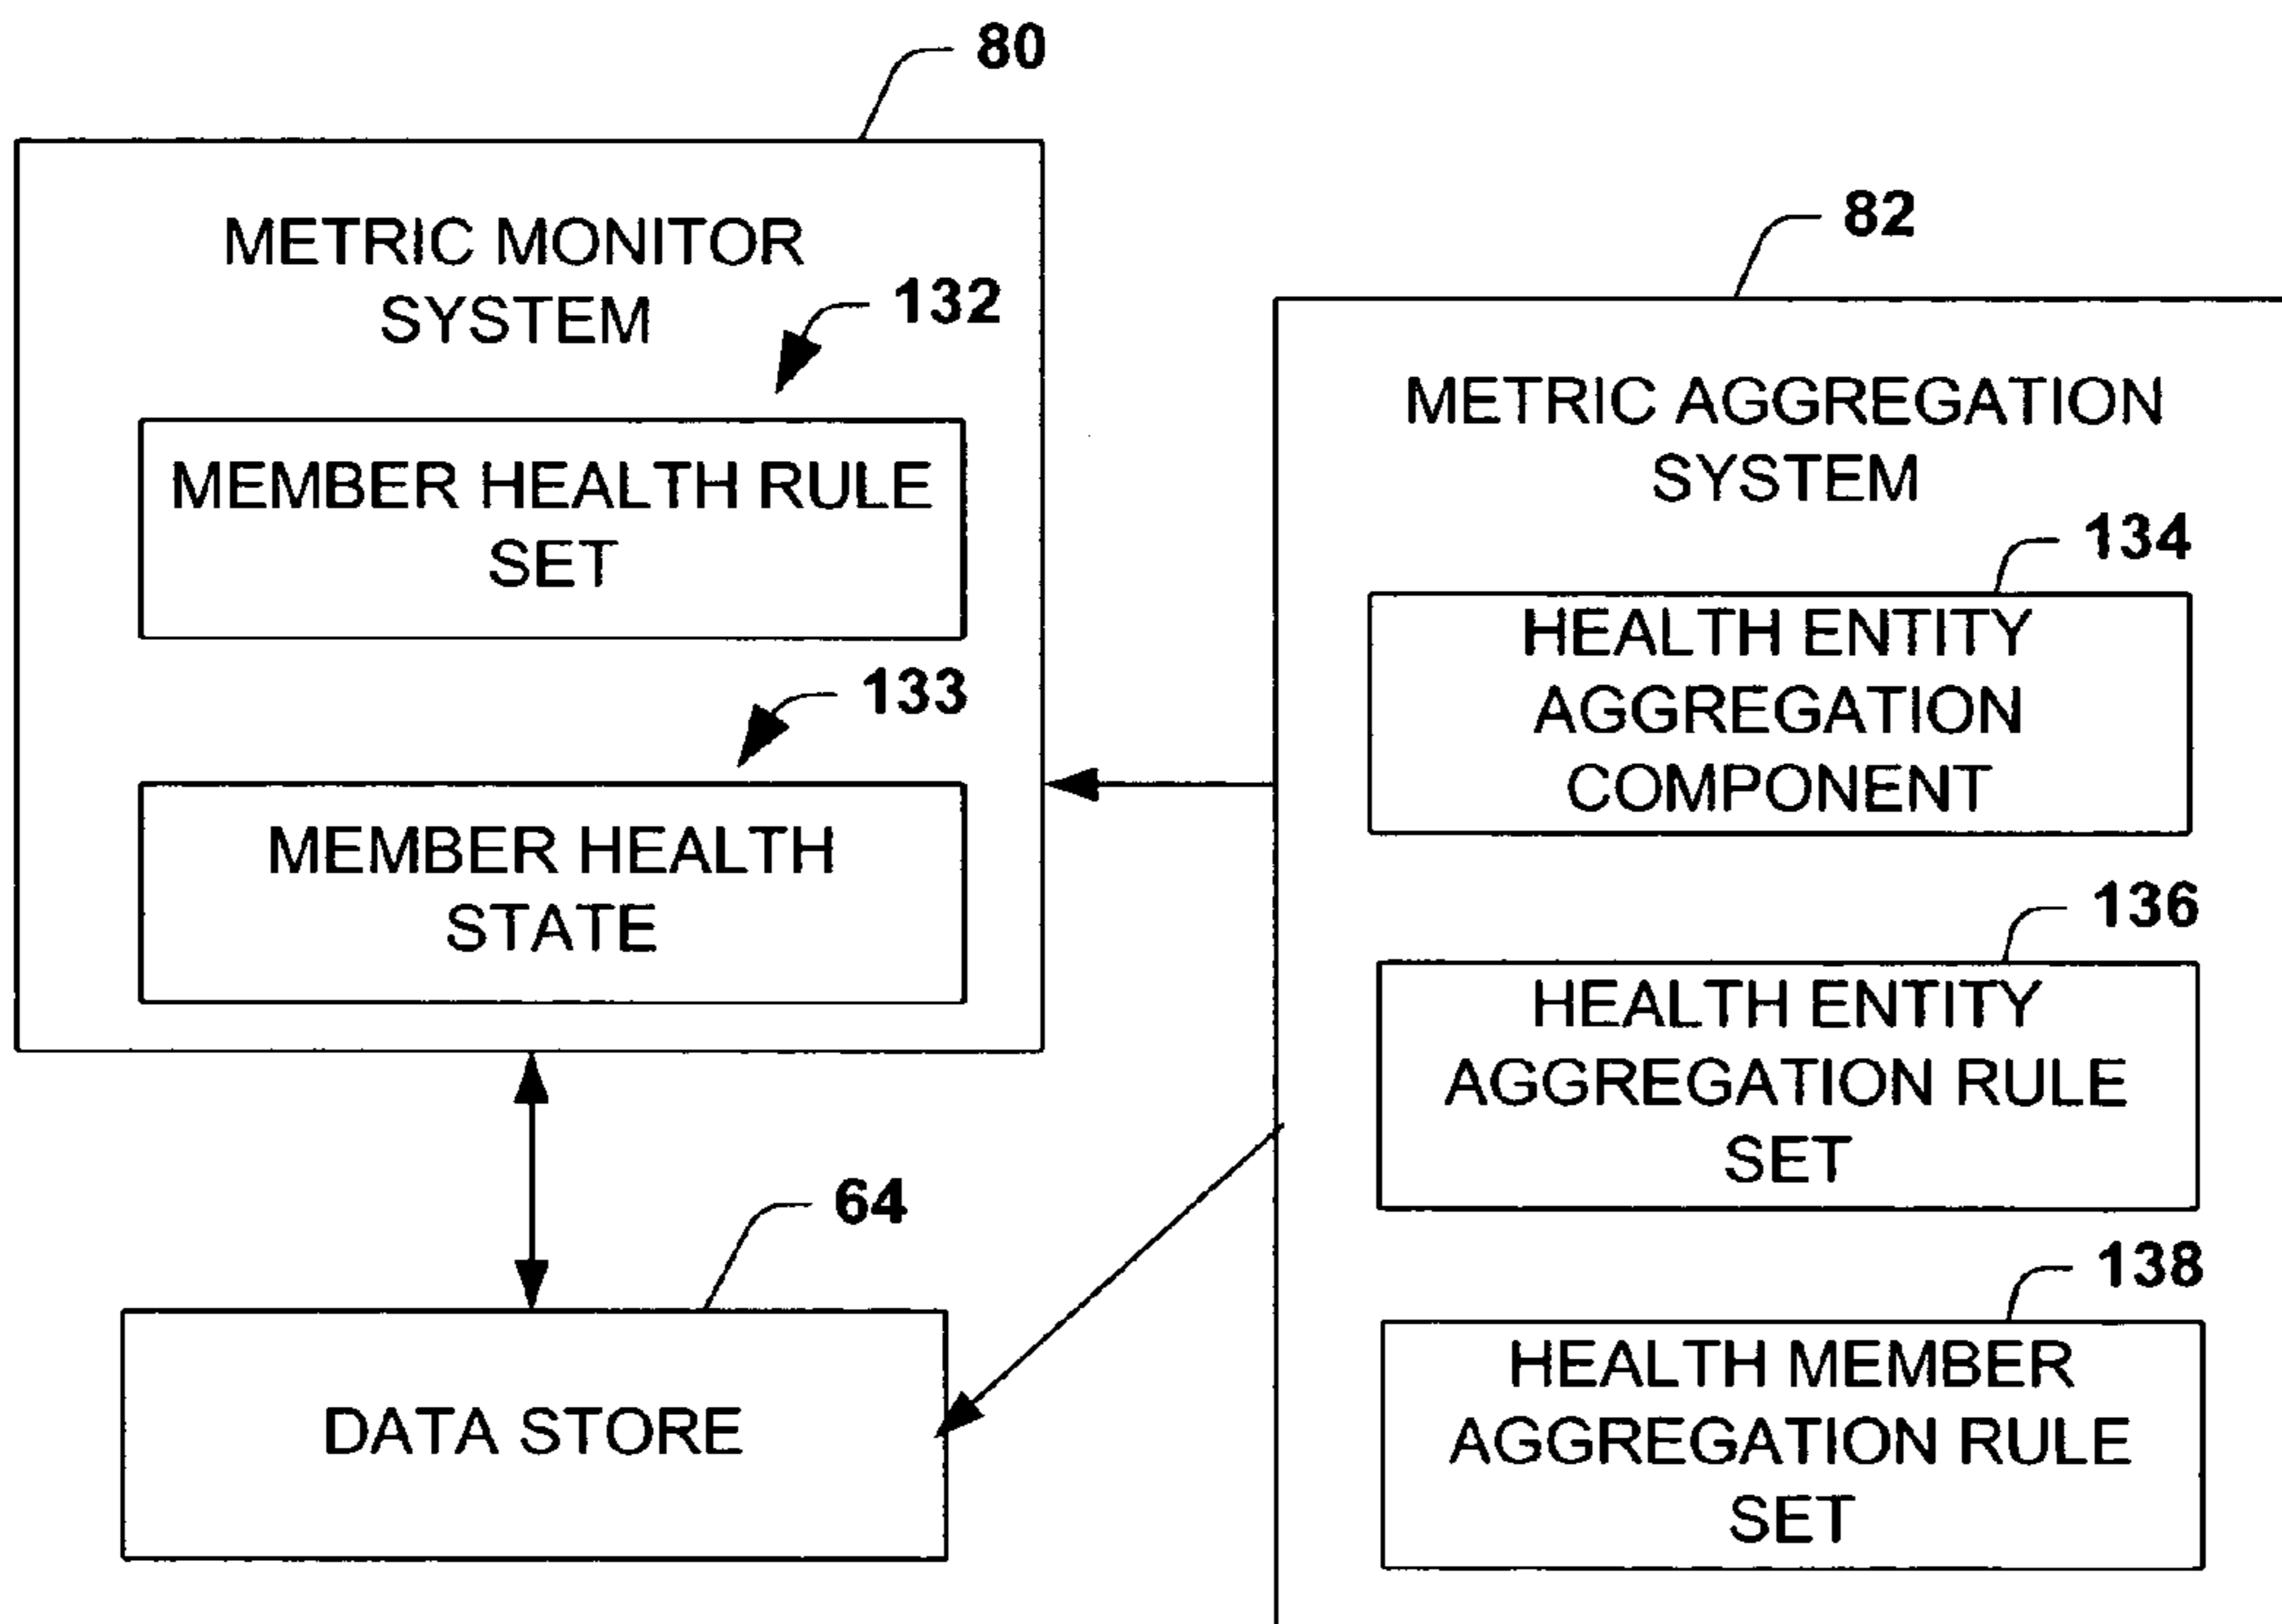 80
METRIC MONITOR
SYSTEM
132
MEMBER HEALTH RULE
SET
133
MEMBER HEALTH
STATE
64
DATA STORE
82
METRIC AGGREGATION
SYSTEM
134
HEALTH ENTITY
AGGREGATION
COMPONENT
136
HEALTH ENTITY
AGGREGATION RULE
SET
138
HEALTH MEMBER
AGGREGATION RULE
SET